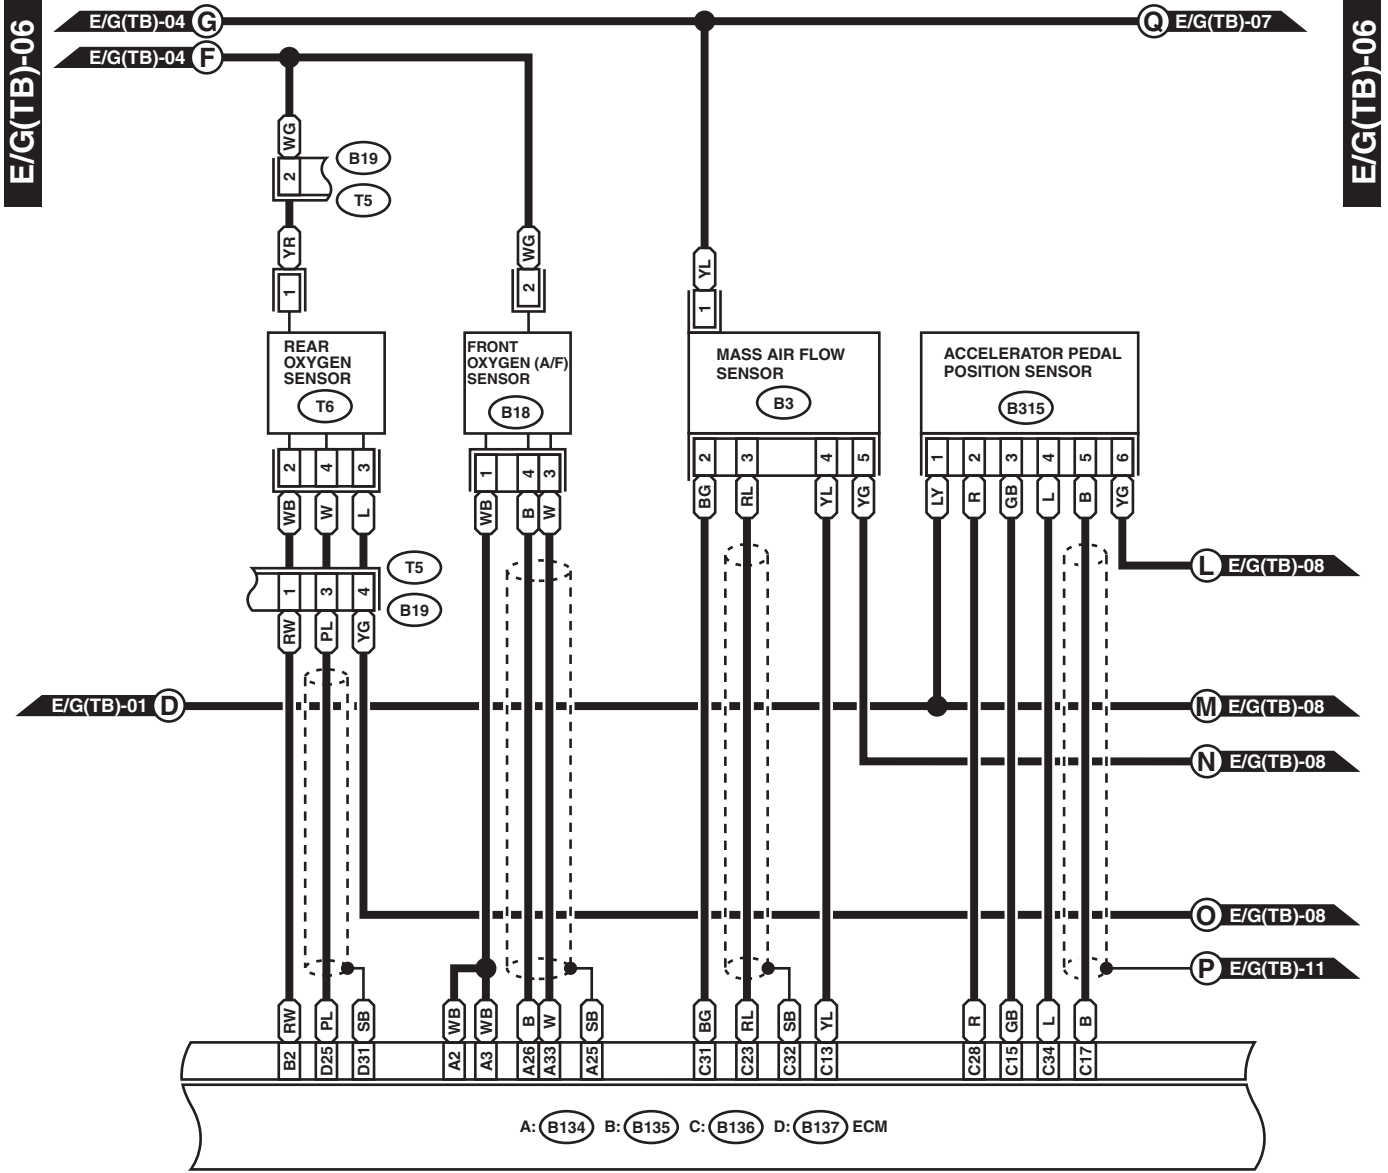 E/G(TB)-06
E/G(TB)-06
E/G(TB)-04 G
Q E/G(TB)-07
E/G(TB)-04 F
WG
2
B19
T5
YR
1
WG
2
YL
1
REAR
OXYGEN
SENSOR
T6
FRONT
OXYGEN (A/F)
SENSOR
B18
MASS AIR FLOW
SENSOR
B3
ACCELERATOR PEDAL
POSITION SENSOR
B315
2 4 3
1 4 3
2 3 4 5
1 2 3 4 5 6
WB W L
WB B W
BG RL YL YG
LY R GB L B YG
T5
1 3 4
B19
RW PL YG
L E/G(TB)-08
E/G(TB)-01 D
M E/G(TB)-08
N E/G(TB)-08
O E/G(TB)-08
P E/G(TB)-11
RW PL SB WB WB B W SB BG RL SB YL R GB L B
B2 D25 D31 A2 A3 A26 A33 A25 C31 C23 C32 C13 C28 C15 C34 C17
A: B134 B: B135 C: B136 D: B137 ECM